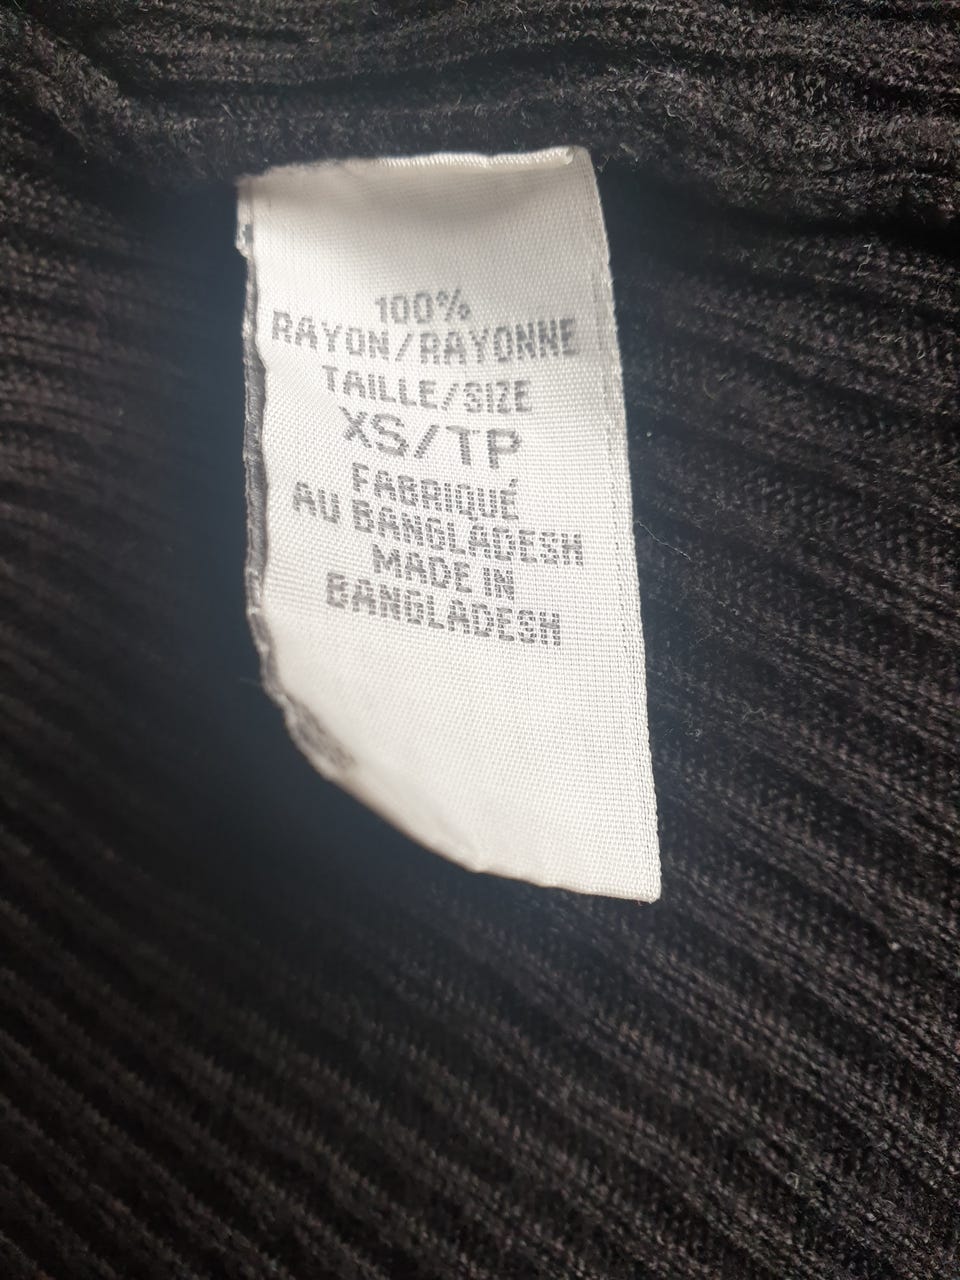 100%
RAYON/RAYONNE
TAILLE/SIZE
XS/TP
FABRIQUÉ
AU BANGLADESH
MADE IN
BANGLADESH